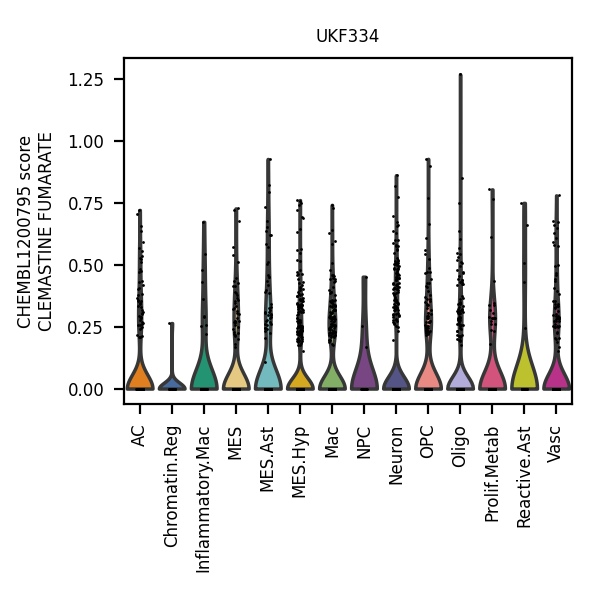 UKF334
CHEMBL1200795 score
CLEMASTINE FUMARATE
1.25
1.00
0.75
0.50
0.25
0.00
AC
Chromatin.Reg
Inflammatory.Mac
MES
MES.Ast
MES.Hyp
Mac
NPC
Neuron
OPC
Oligo
Prolif.Metab
Reactive.Ast
Vasc